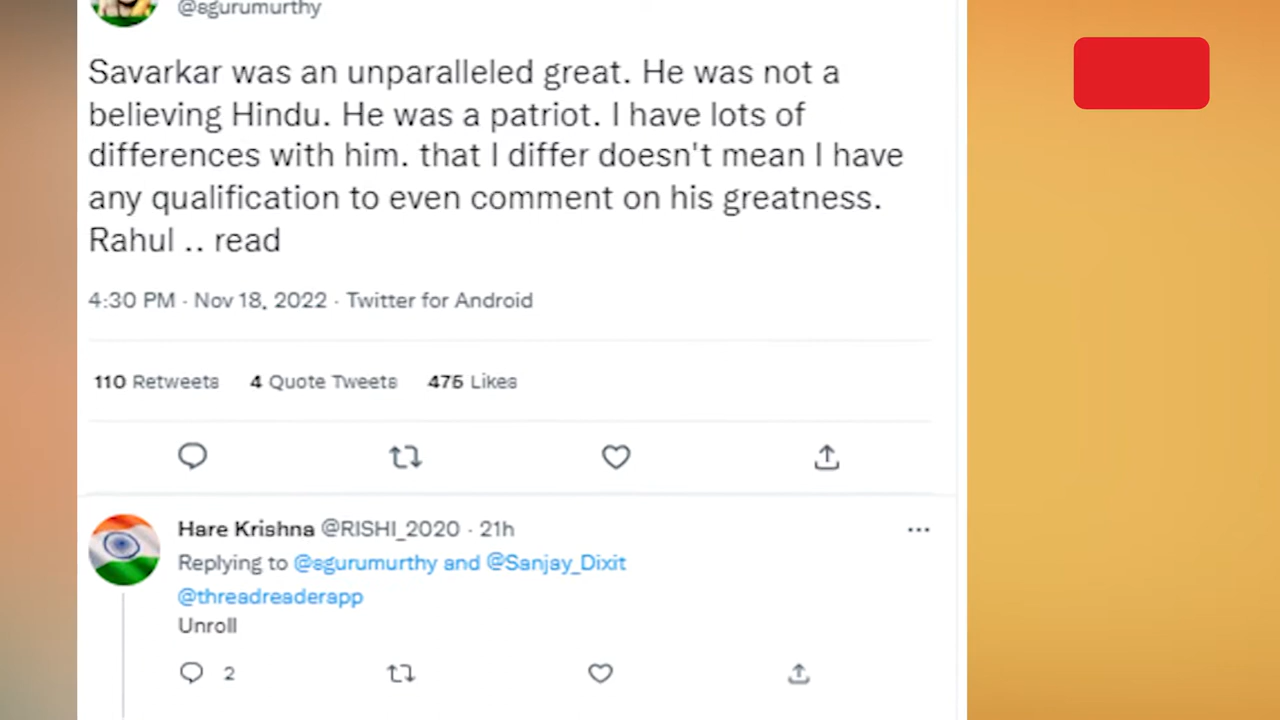 @sgurumurthy
Savarkar was an unparalleled great. He was not a
believing Hindu. He was a patriot. I have lots of
differences with him. that I differ doesn't mean I have
any qualification to even comment on his greatness.
Rahul .. read
4:30 PM · Nov 18, 2022 · Twitter for Android
110 Retweets 4 Quote Tweets 475 Likes
Hare Krishna @RISHI_2020 · 21h
Replying to @sgurumurthy and @Sanjay_Dixit
@threadreaderapp
Unroll
2